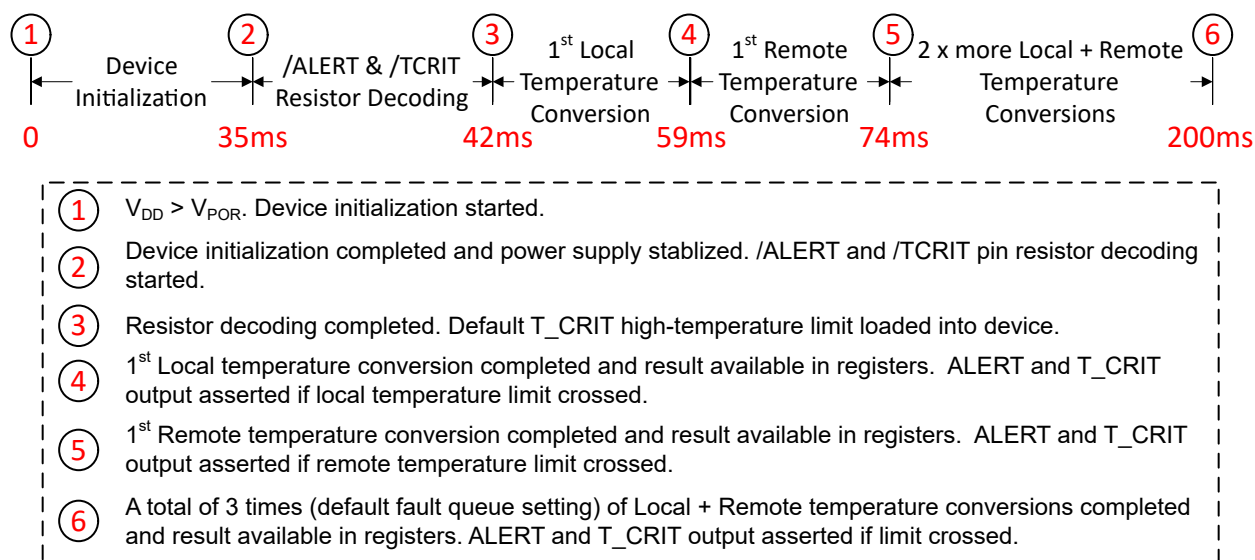 1 2 3 4 5 6
Device Initialization
/ALERT & /TCRIT Resistor Decoding
1st Local Temperature Conversion
1st Remote Temperature Conversion
2 x more Local + Remote Temperature Conversions
0 35ms 42ms 59ms 74ms 200ms
1 VDD > VPOR. Device initialization started.
2 Device initialization completed and power supply stablized. /ALERT and /TCRIT pin resistor decoding
started.
3 Resistor decoding completed. Default T_CRIT high-temperature limit loaded into device.
4 1st Local temperature conversion completed and result available in registers. ALERT and T_CRIT
output asserted if local temperature limit crossed.
5 1st Remote temperature conversion completed and result available in registers. ALERT and T_CRIT
output asserted if remote temperature limit crossed.
6 A total of 3 times (default fault queue setting) of Local + Remote temperature conversions completed
and result available in registers. ALERT and T_CRIT output asserted if limit crossed.